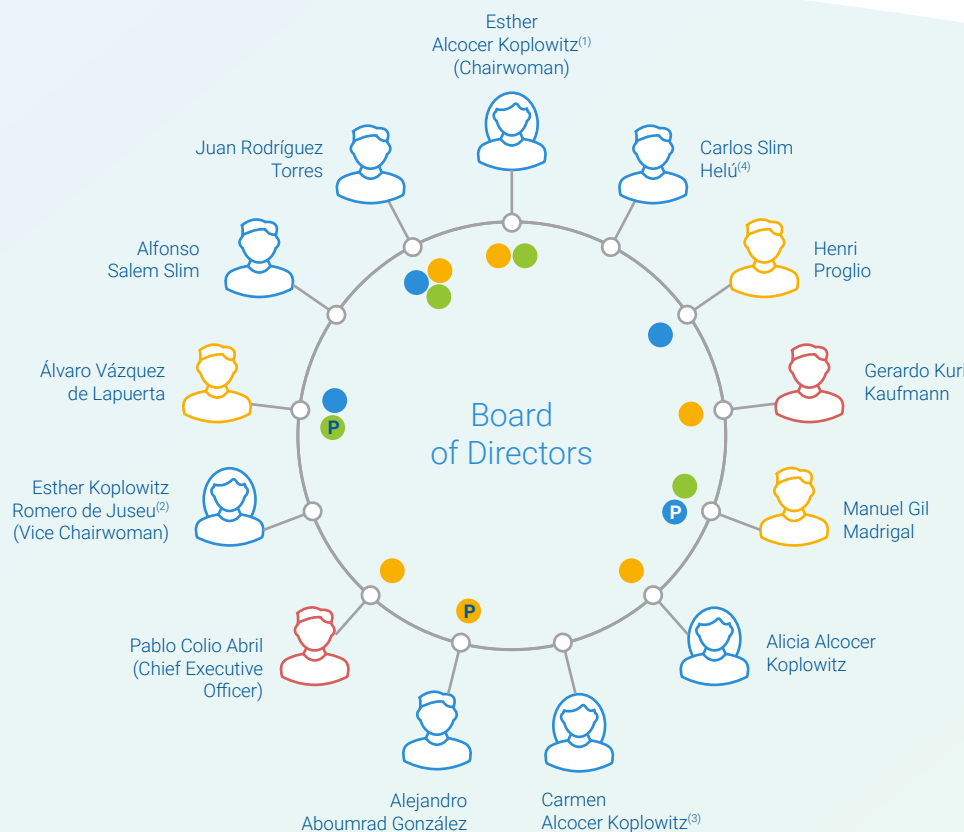 Esther
Alcocer Koplowitz(1)
(Chairwoman)
Juan Rodríguez
Torres
Carlos Slim
Helú(4)
Alfonso
Salem Slim
Henri
Proglio
Álvaro Vázquez
de Lapuerta
Gerardo Kuri
Kaufmann
P
Board
of Directors
Esther Koplowitz
Romero de Juseu(2)
(Vice Chairwoman)
P
Manuel Gil
Madrigal
P
Pablo Colio Abril
(Chief Executive
Officer)
Alicia Alcocer
Koplowitz
Alejandro
Aboumrad González
Carmen
Alcocer Koplowitz(3)